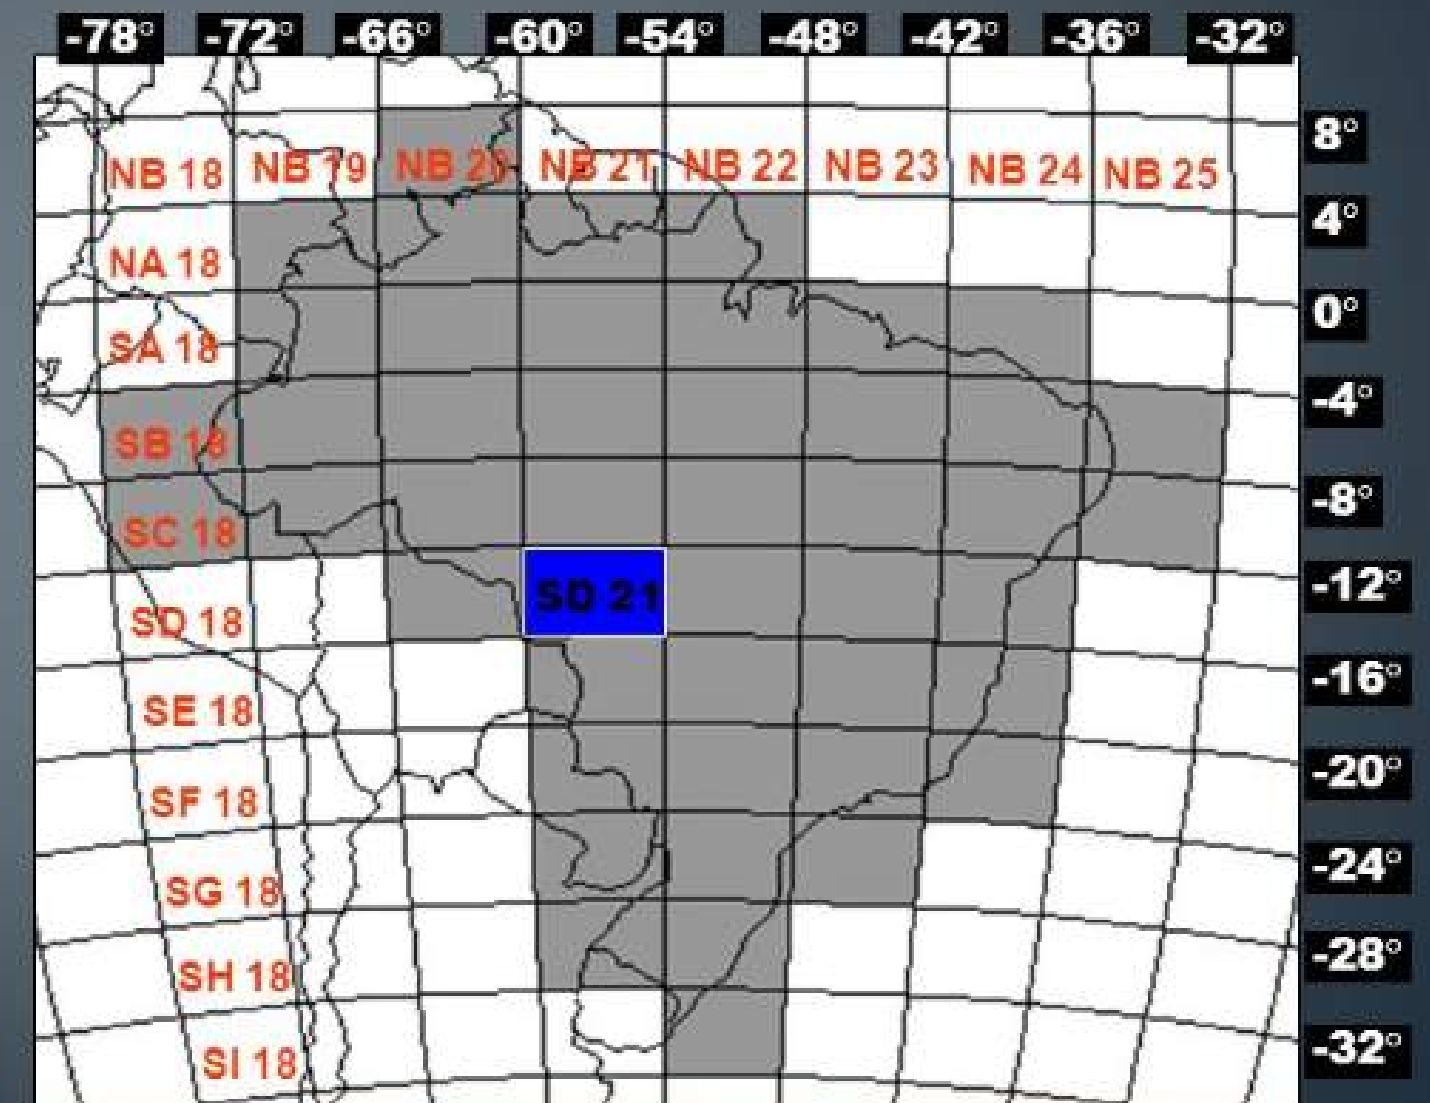 -78° -72° -66° -60° -54° -48° -42° -36° -32°
8°
NB 18 NB 19 NB 20 NB 21 NB 22 NB 23 NB 24 NB 25
4°
NA 18
0°
SA 18
-4°
SB 18
-8°
SC 18
-12°
SD 21
SD 18
-16°
SE 18
-20°
SF 18
-24°
SG 18
-28°
SH 18
-32°
SI 18